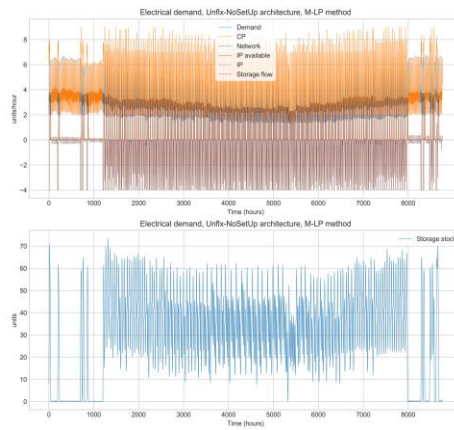 Electrical demand, Unflx-NoSetUp architecture, M-LP method
Demand
CP
Network
IP available
IP
Storage flow
units/hour
8
6
4
2
0
−2
−4
0 1000 2000 3000 4000 5000 6000 7000 8000
Time (hours)
Electrical demand, Unflx-NoSetUp architecture, M-LP method
Storage stock
units
70
60
50
40
30
20
10
0
0 1000 2000 3000 4000 5000 6000 7000 8000
Time (hours)